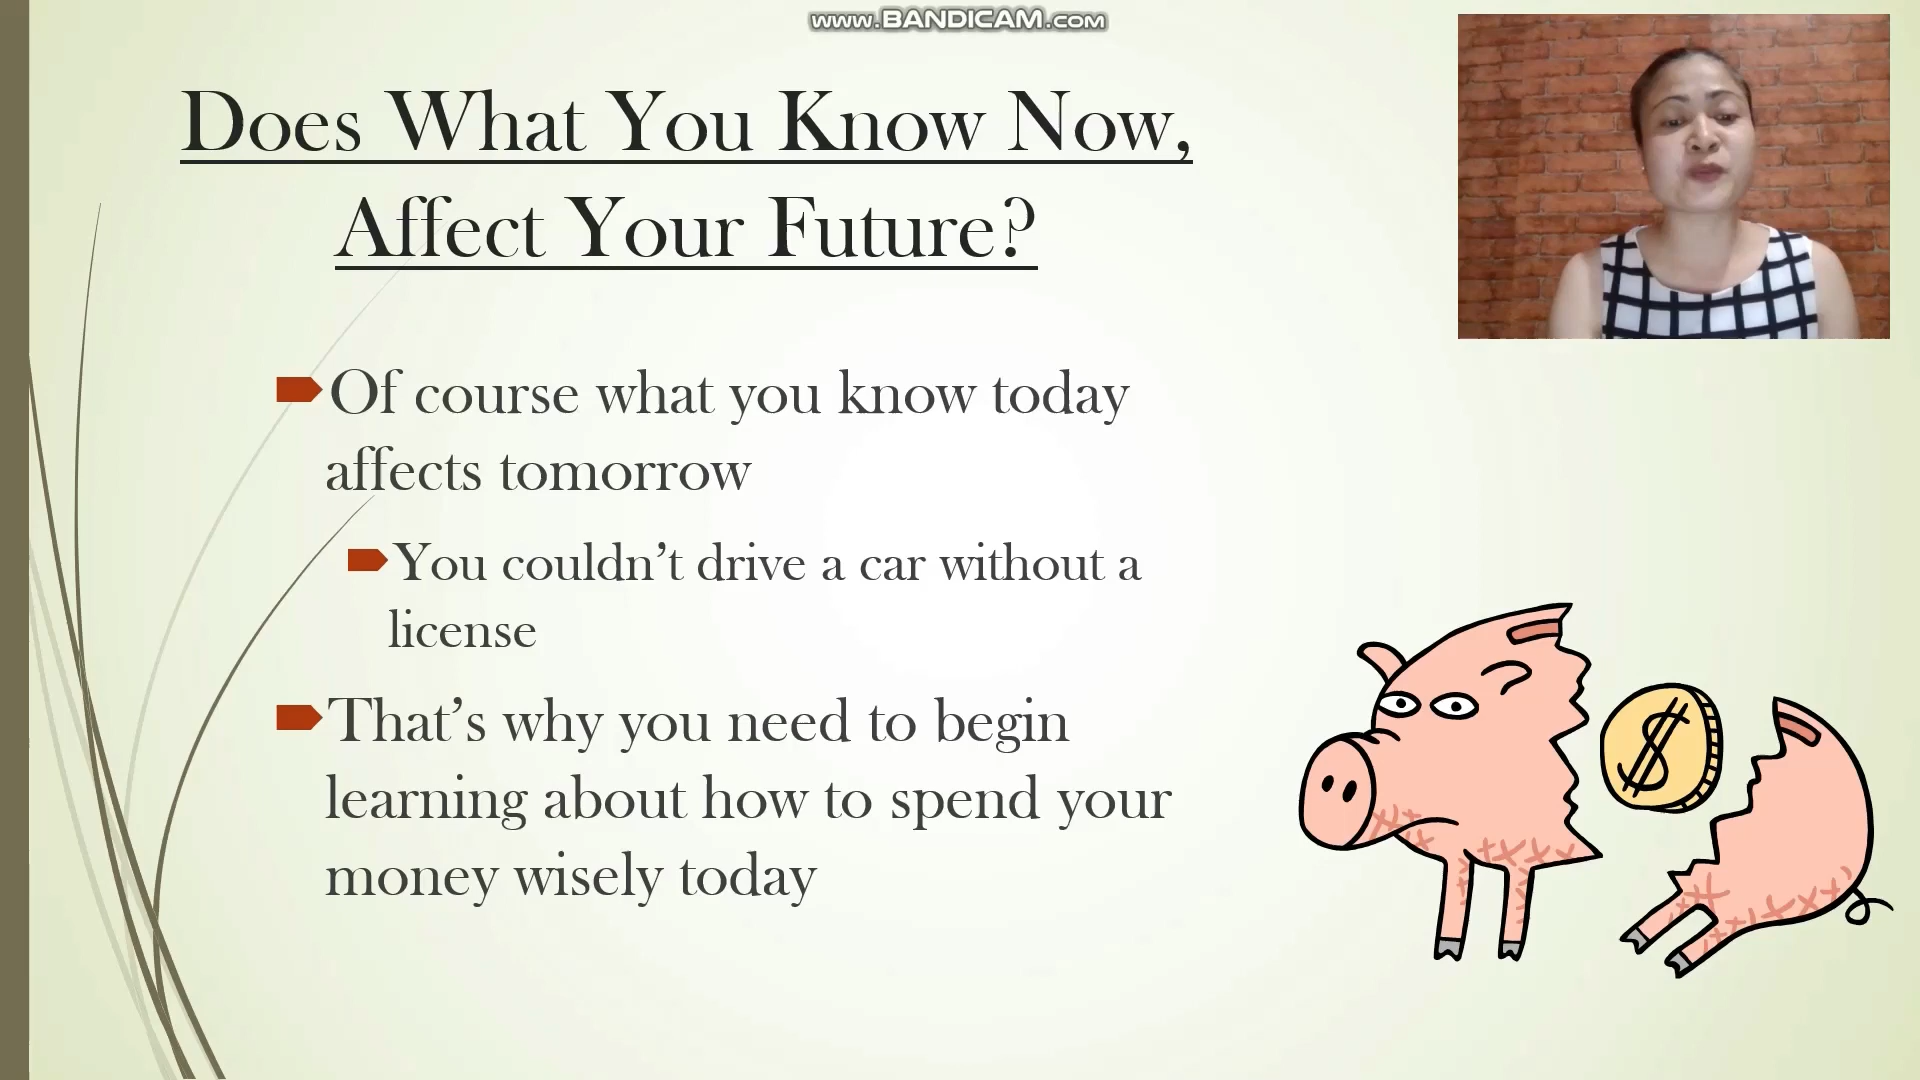 www.BANDICAM.com
Does What You Know Now,
Affect Your Future?
Of course what you know today
affects tomorrow
You couldn’t drive a car without a
license
That’s why you need to begin
learning about how to spend your
money wisely today
$